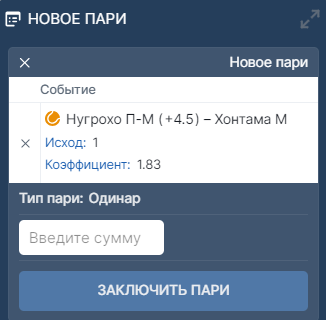 НОВОЕ ПАРИ
Новое пари
Событие
Нугрохо П-М (+4.5) – Хонтама М
Исход: 1
Коэффициент: 1.83
Тип пари: Одинар
Введите сумму
ЗАКЛЮЧИТЬ ПАРИ